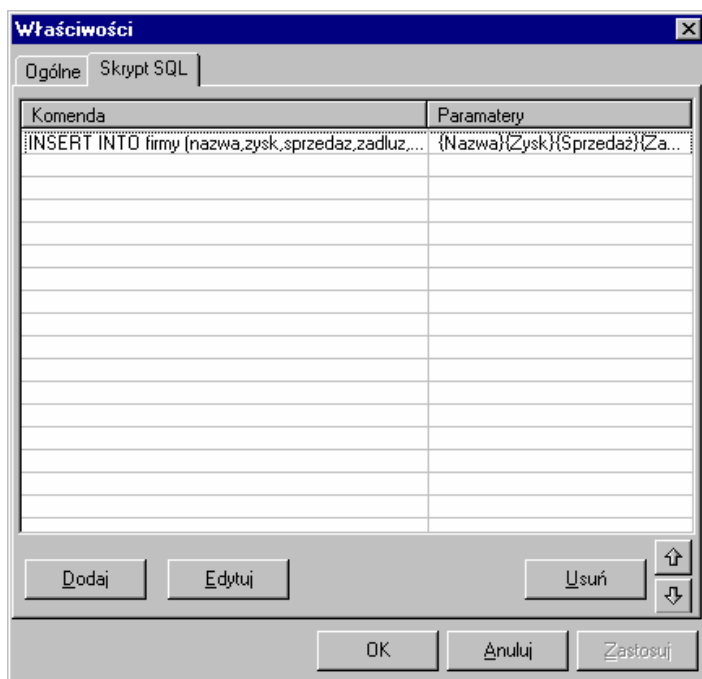 Właściwości
Ogólne Skrypt SQL
Komenda Paramatery
INSERT INTO firmy (nazwa,zysk,sprzedaz,zadluz,... {Nazwa}{Zysk}{Sprzedaż}{Za...
Dodaj Edytuj Usuń
OK Anuluj Zastosuj